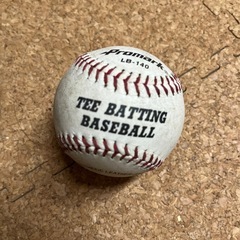 Promark
LB-140
TEE BATTING
BASEBALL